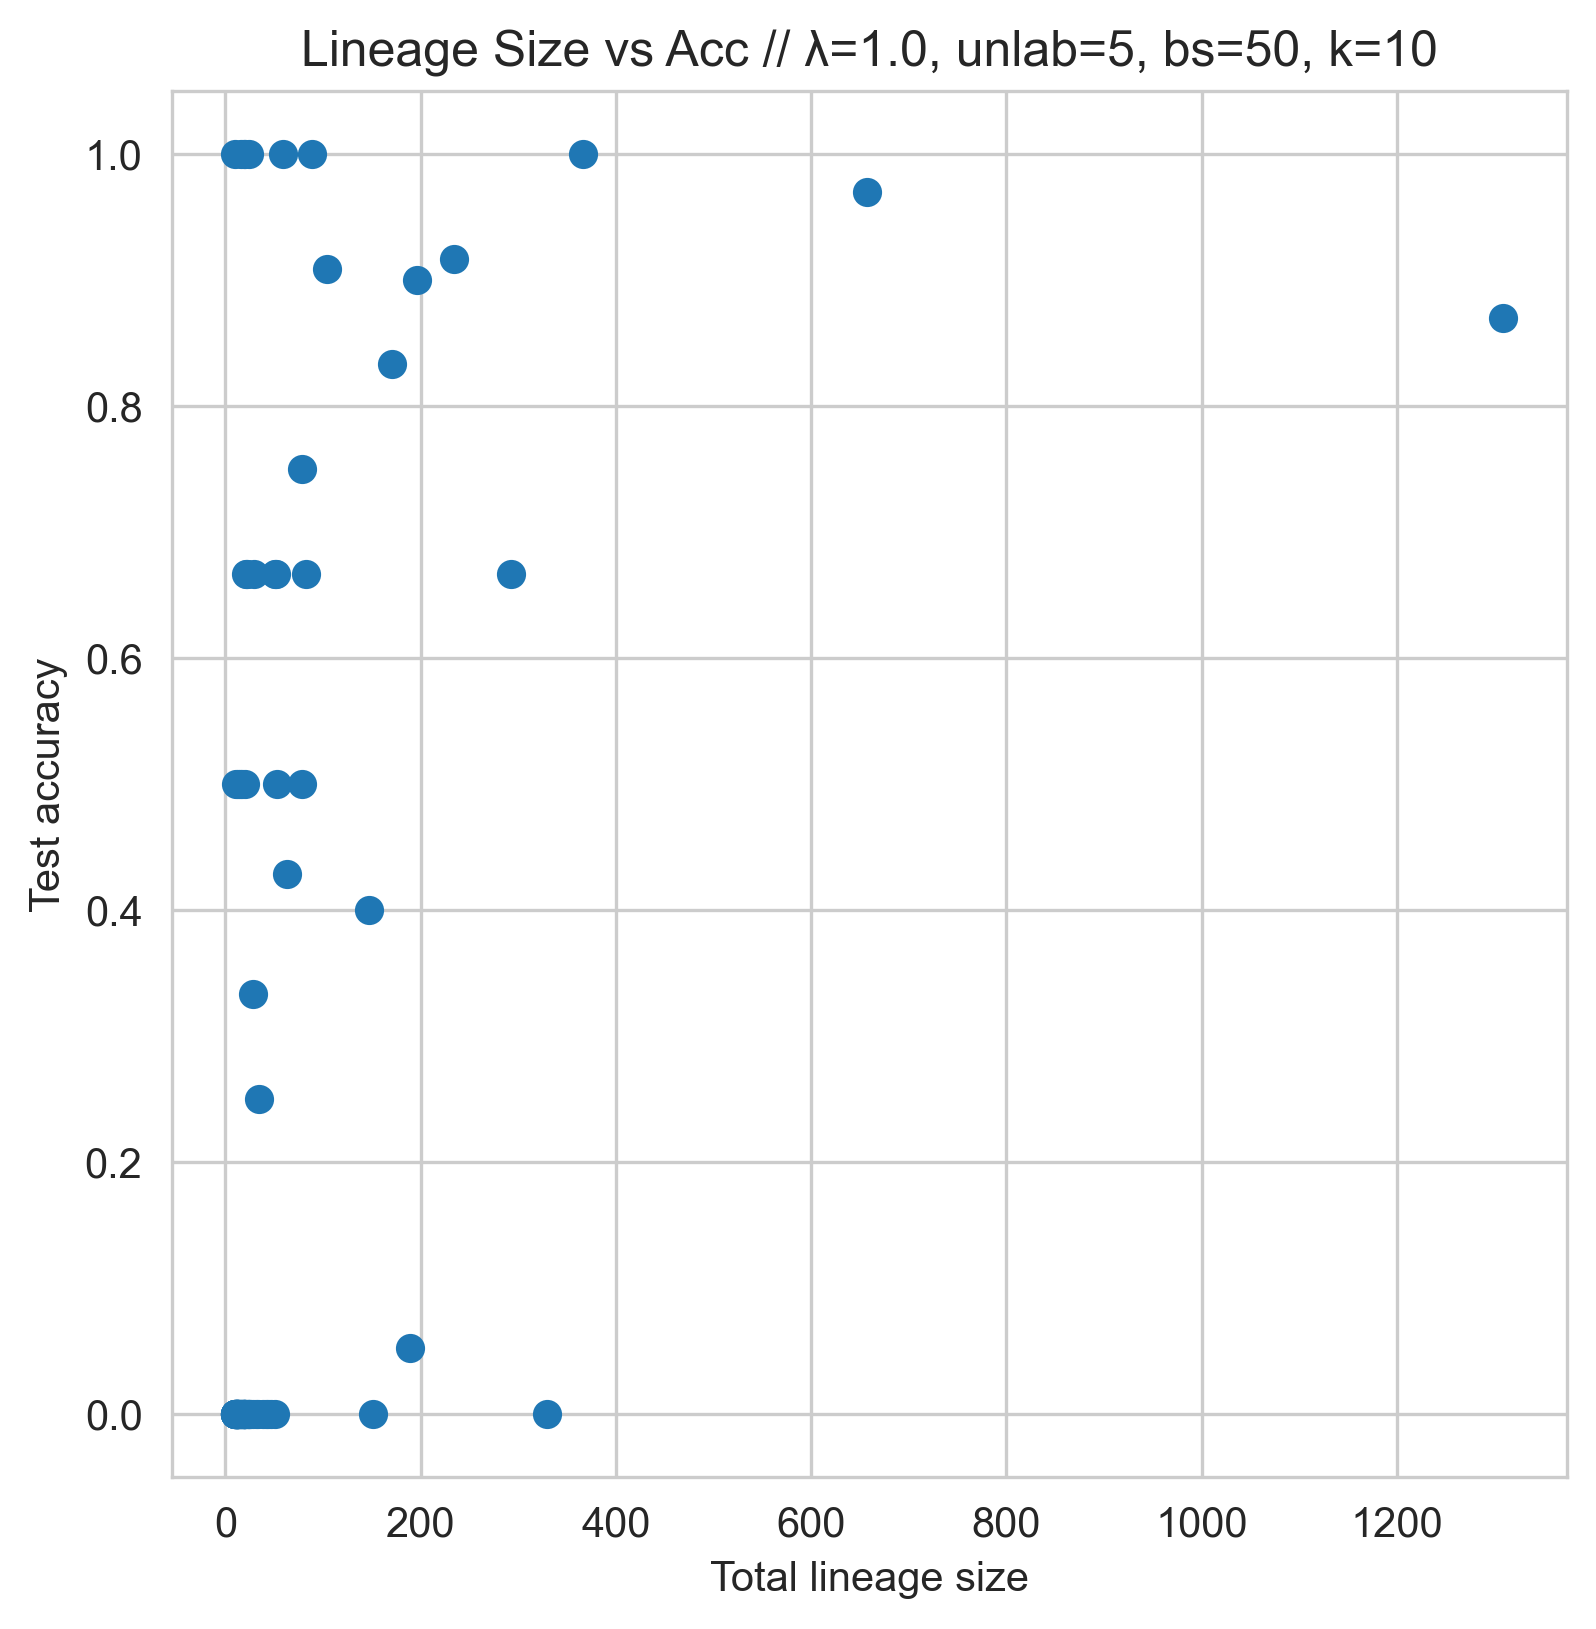 Lineage Size vs Acc // λ=1.0, unlab=5, bs=50, k=10
1.0
0.8
0.6
0.4
0.2
0.0
Test accuracy
0 200 400 600 800 1000 1200
Total lineage size